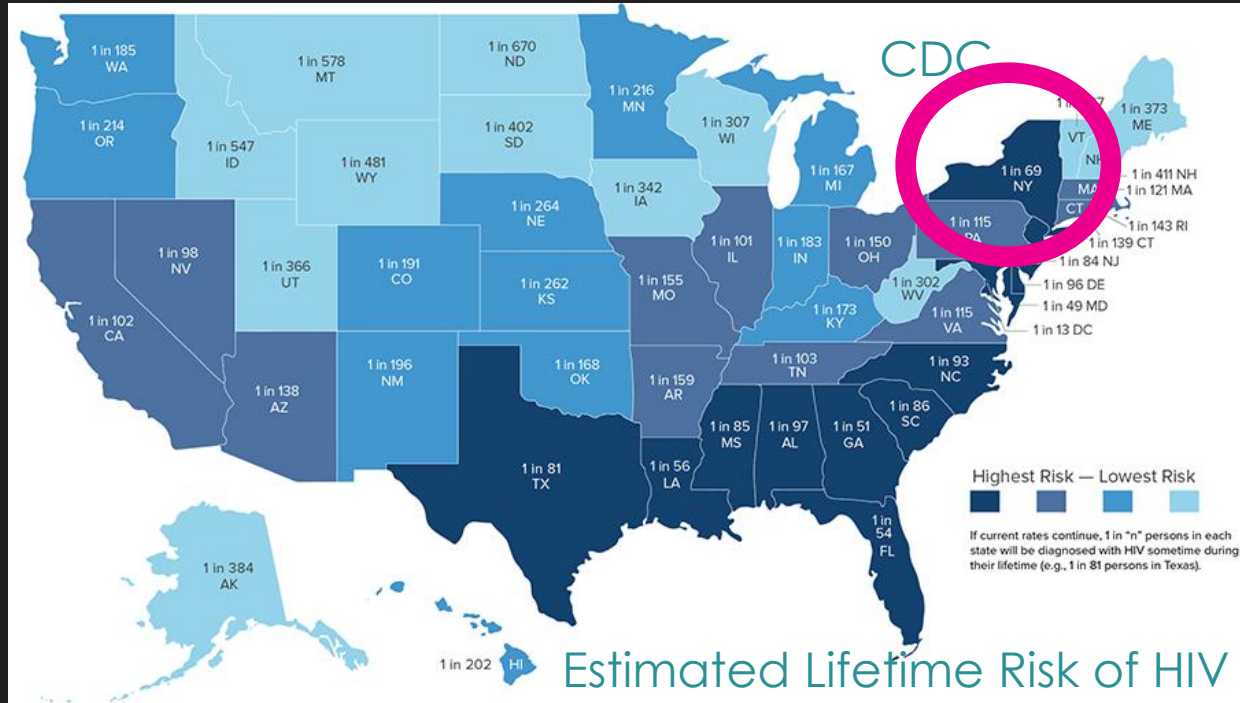 CDC
1 in 185
WA
1 in 578
MT
1 in 670
ND
1 in 216
MN
1 in 307
WI
1 in 373
ME
VT
NH
1 in 214
OR
1 in 547
ID
1 in 481
WY
1 in 402
SD
1 in 342
IA
1 in 167
MI
1 in 69
NY
1 in 411 NH
MA
1 in 121 MA
CT
1 in 143 RI
1 in 139 CT
1 in 84 NJ
1 in 96 DE
1 in 49 MD
1 in 13 DC
1 in 98
NV
1 in 366
UT
1 in 191
CO
1 in 264
NE
1 in 262
KS
1 in 155
MO
1 in 101
IL
1 in 183
IN
1 in 150
OH
1 in 115
PA
1 in 302
WV
1 in 115
VA
1 in 173
KY
1 in 102
CA
1 in 138
AZ
1 in 196
NM
1 in 168
OK
1 in 159
AR
1 in 103
TN
1 in 93
NC
1 in 86
SC
1 in 81
TX
1 in 56
LA
1 in 85
MS
1 in 97
AL
1 in 51
GA
1 in
54
FL
1 in 384
AK
1 in 202
HI
Highest Risk — Lowest Risk
If current rates continue, 1 in "n" persons in each
state will be diagnosed with HIV sometime during
their lifetime (e.g., 1 in 81 persons in Texas).
Estimated Lifetime Risk of HIV